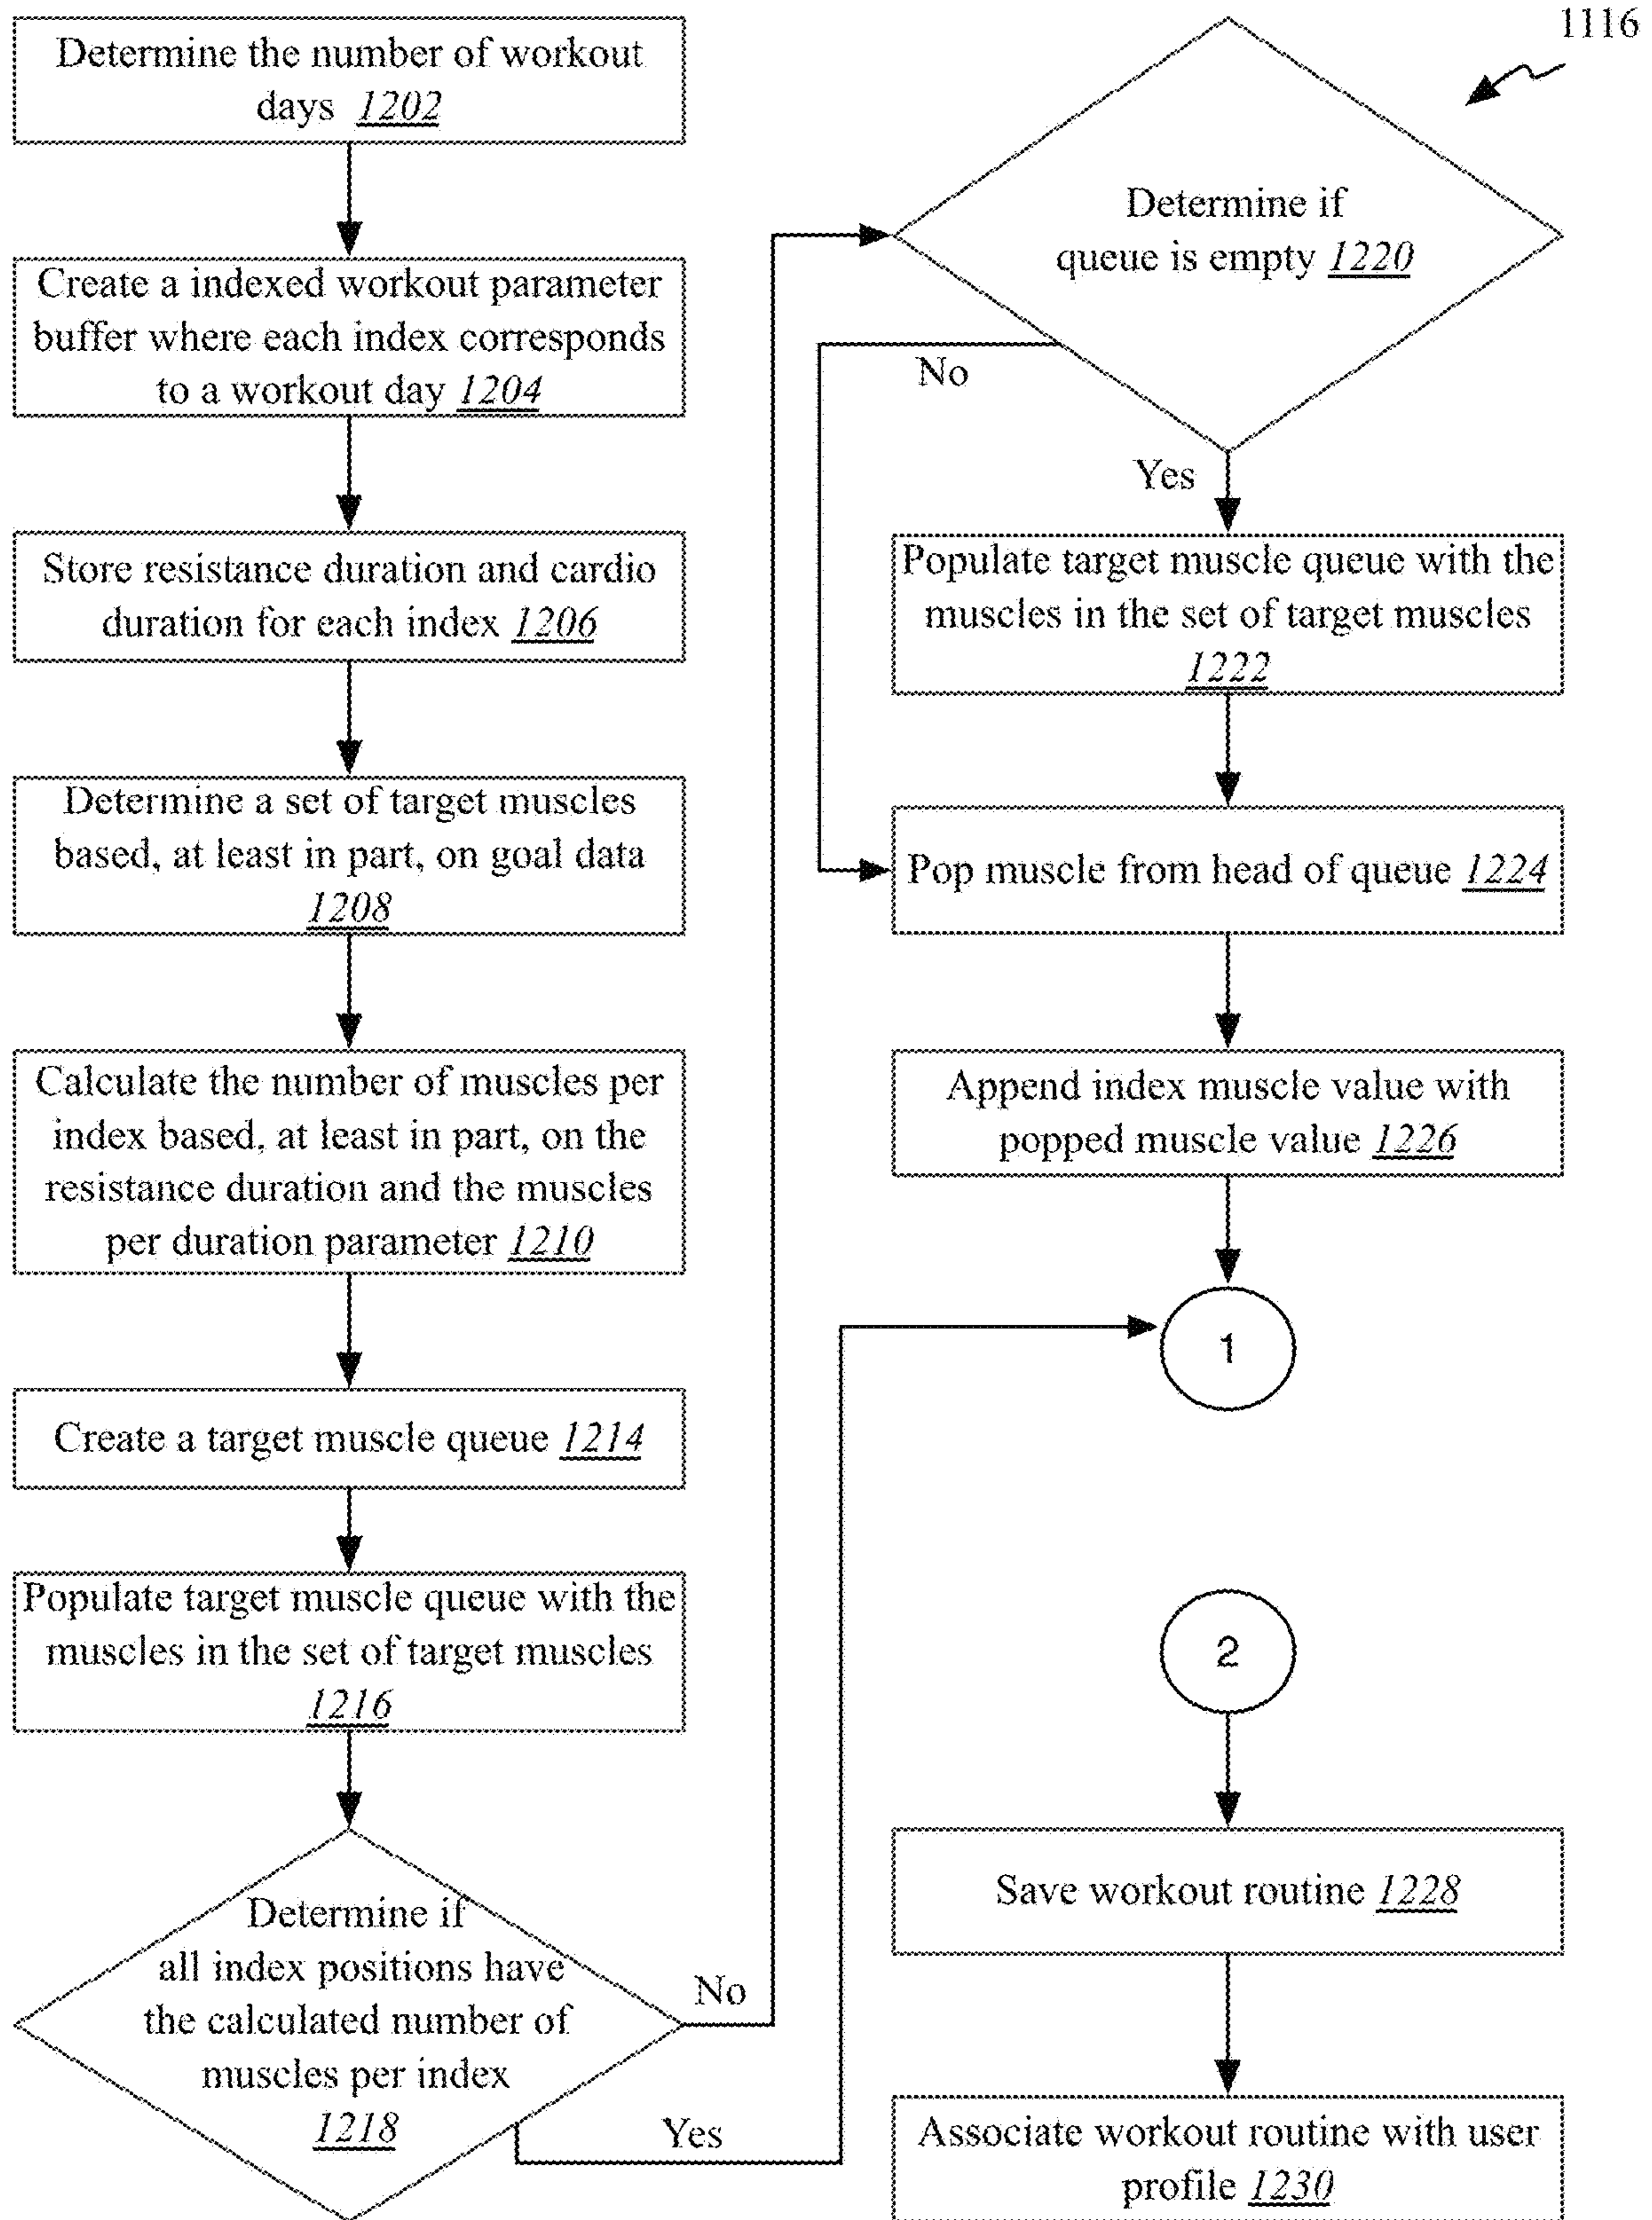 Determine the number of workout
days 1202
Create a indexed workout parameter
buffer where each index corresponds
to a workout day 1204
Store resistance duration and cardio
duration for each index 1206
Determine a set of target muscles
based, at least in part, on goal data
1208
Calculate the number of muscles per
index based, at least in part, on the
resistance duration and the muscles
per duration parameter 1210
Create a target muscle queue 1214
Populate target muscle queue with the
muscles in the set of target muscles
1216
Determine if
all index positions have
the calculated number of
muscles per index
1218
No
Yes
1116
Determine if
queue is empty 1220
No
Yes
Populate target muscle queue with the
muscles in the set of target muscles
1222
Pop muscle from head of queue 1224
Append index muscle value with
popped muscle value 1226
1
2
Save workout routine 1228
Associate workout routine with user
profile 1230